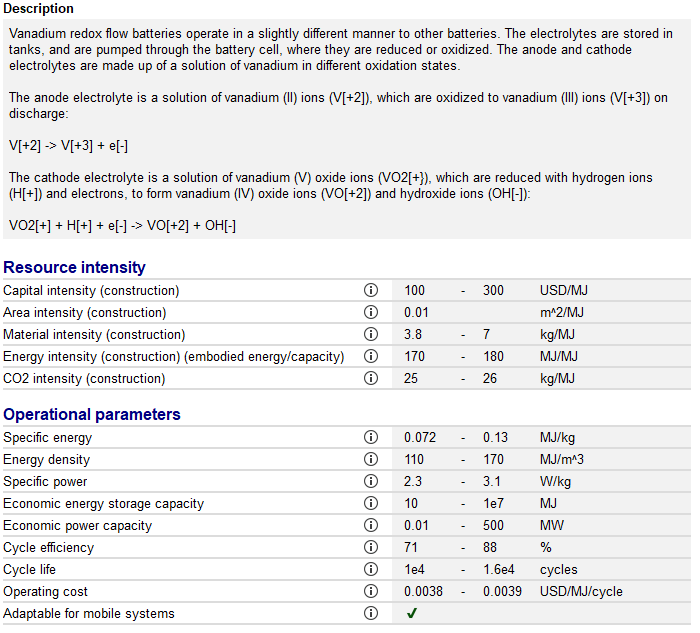 Description
Vanadium redox flow batteries operate in a slightly different manner to other batteries. The electrolytes are stored in
tanks, and are pumped through the battery cell, where they are reduced or oxidized. The anode and cathode
electrolytes are made up of a solution of vanadium in different oxidation states.
The anode electrolyte is a solution of vanadium (II) ions (V[+2]), which are oxidized to vanadium (III) ions (V[+3]) on
discharge:
V[+2] -> V[+3] + e[-]
The cathode electrolyte is a solution of vanadium (V) oxide ions (VO2[+}), which are reduced with hydrogen ions
(H[+]) and electrons, to form vanadium (IV) oxide ions (VO[+2]) and hydroxide ions (OH[-]):
VO2[+] + H[+] + e[-] -> VO[+2] + OH[-]
Resource intensity
Capital intensity (construction) 100 - 300 USD/MJ
Area intensity (construction) 0.01 m^2/MJ
Material intensity (construction) 3.8 - 7 kg/MJ
Energy intensity (construction) (embodied energy/capacity) 170 - 180 MJ/MJ
CO2 intensity (construction) 25 - 26 kg/MJ
Operational parameters
Specific energy 0.072 - 0.13 MJ/kg
Energy density 110 - 170 MJ/m^3
Specific power 2.3 - 3.1 W/kg
Economic energy storage capacity 10 - 1e7 MJ
Economic power capacity 0.01 - 500 MW
Cycle efficiency 71 - 88 %
Cycle life 1e4 - 1.6e4 cycles
Operating cost 0.0038 - 0.0039 USD/MJ/cycle
Adaptable for mobile systems ✓